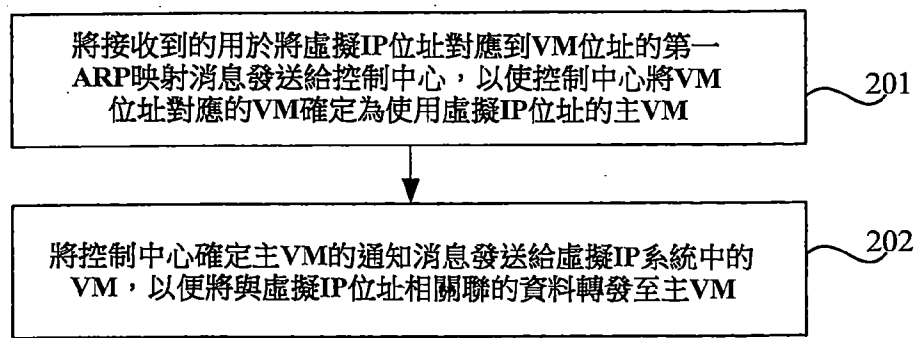 將接收到的用於將虛擬IP位址對應到VM位址的第一
ARP映射消息發送給控制中心，以使控制中心將VM
位址對應的VM確定為使用虛擬IP位址的主VM
201
將控制中心確定主VM的通知消息發送給虛擬IP系統中的
VM，以便將與虛擬IP位址相關聯的資料轉發至主VM
202